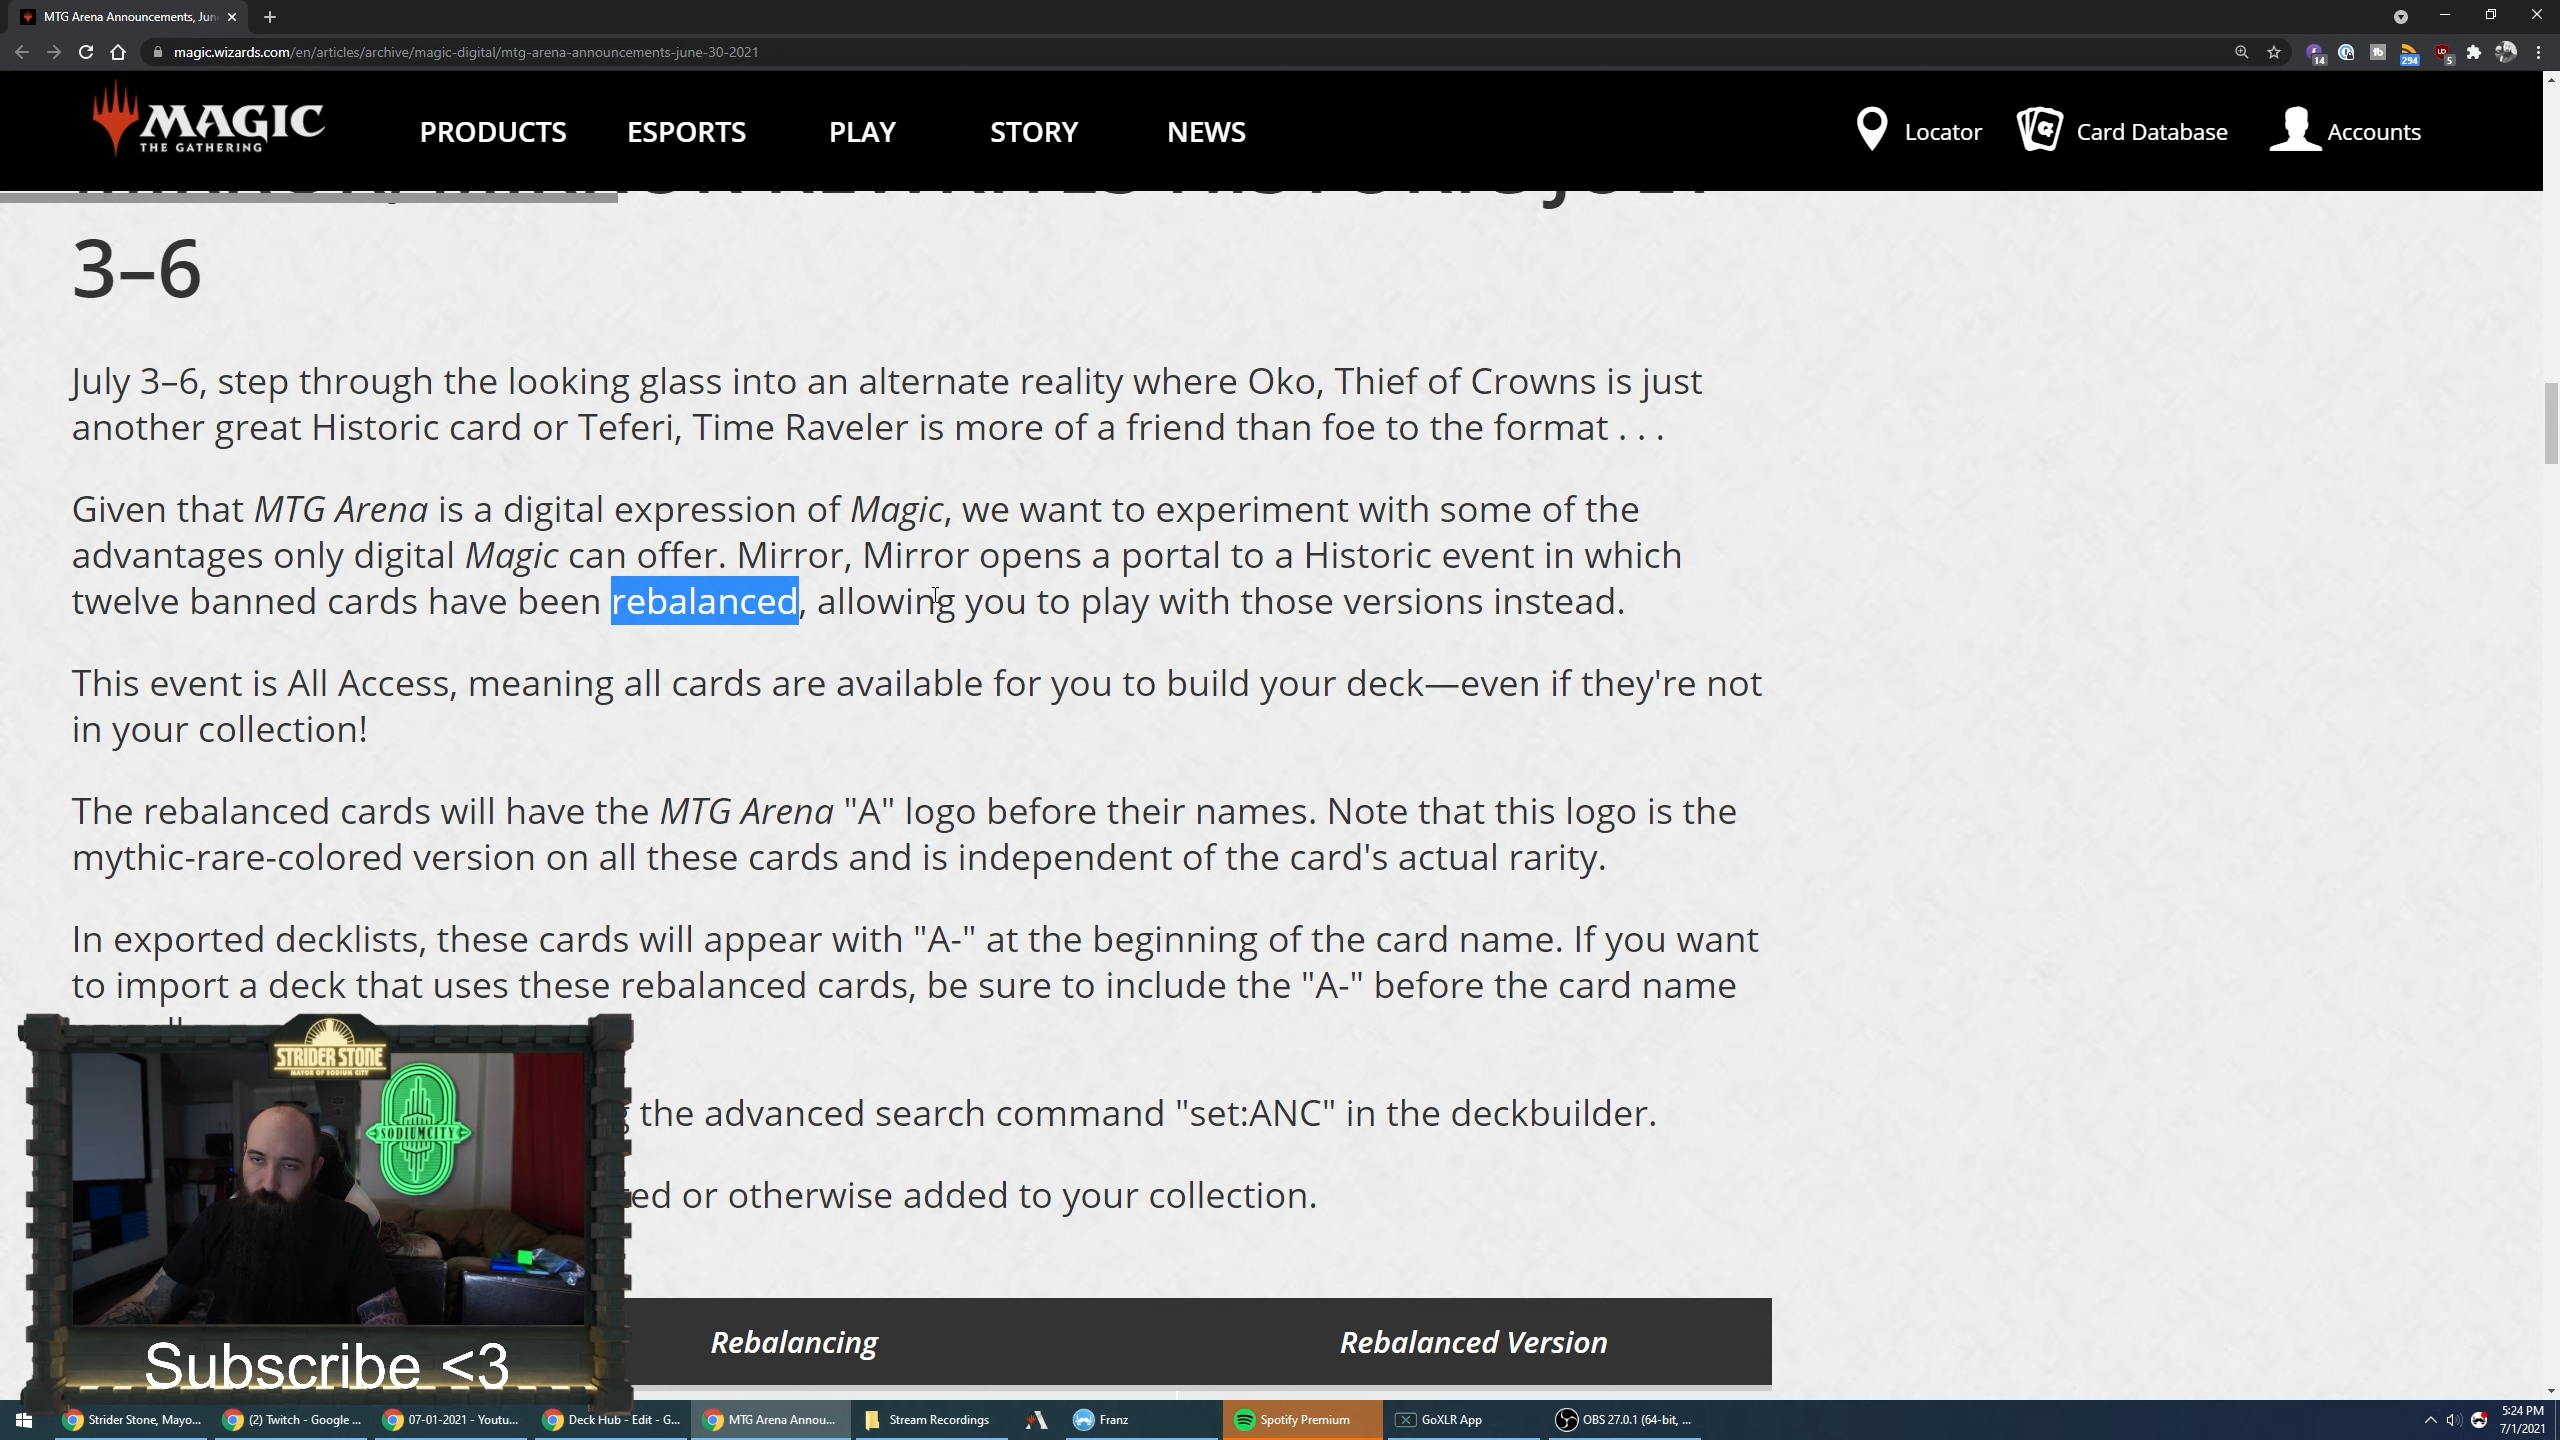 MTG Arena Announcements, Jun
magic.wizards.com/en/articles/archive/magic-digital/mtg-arena-announcements-june-30-2021
14
294
5
MAGIC
THE GATHERING
PRODUCTS
ESPORTS
PLAY
STORY
NEWS
Locator
Card Database
Accounts
3–6
July 3–6, step through the looking glass into an alternate reality where Oko, Thief of Crowns is just
another great Historic card or Teferi, Time Raveler is more of a friend than foe to the format . . .
Given that MTG Arena is a digital expression of Magic, we want to experiment with some of the
advantages only digital Magic can offer. Mirror, Mirror opens a portal to a Historic event in which
twelve banned cards have been rebalanced, allowing you to play with those versions instead.
This event is All Access, meaning all cards are available for you to build your deck—even if they're not
in your collection!
The rebalanced cards will have the MTG Arena "A" logo before their names. Note that this logo is the
mythic-rare-colored version on all these cards and is independent of the card's actual rarity.
In exported decklists, these cards will appear with "A-" at the beginning of the card name. If you want
to import a deck that uses these rebalanced cards, be sure to include the "A-" before the card name
the advanced search command "set:ANC" in the deckbuilder.
or otherwise added to your collection.
STRIDER STONE
MAYOR OF SODIUM CITY
SODIUMCITY
Subscribe <3
Rebalancing
Rebalanced Version
Strider Stone, Mayo...
(2) Twitch - Google ...
07-01-2021 - Youtu...
Deck Hub - Edit - G...
MTG Arena Annou...
Stream Recordings
Franz
Spotify Premium
GoXLR App
OBS 27.0.1 (64-bit, ...
5:24 PM
7/1/2021